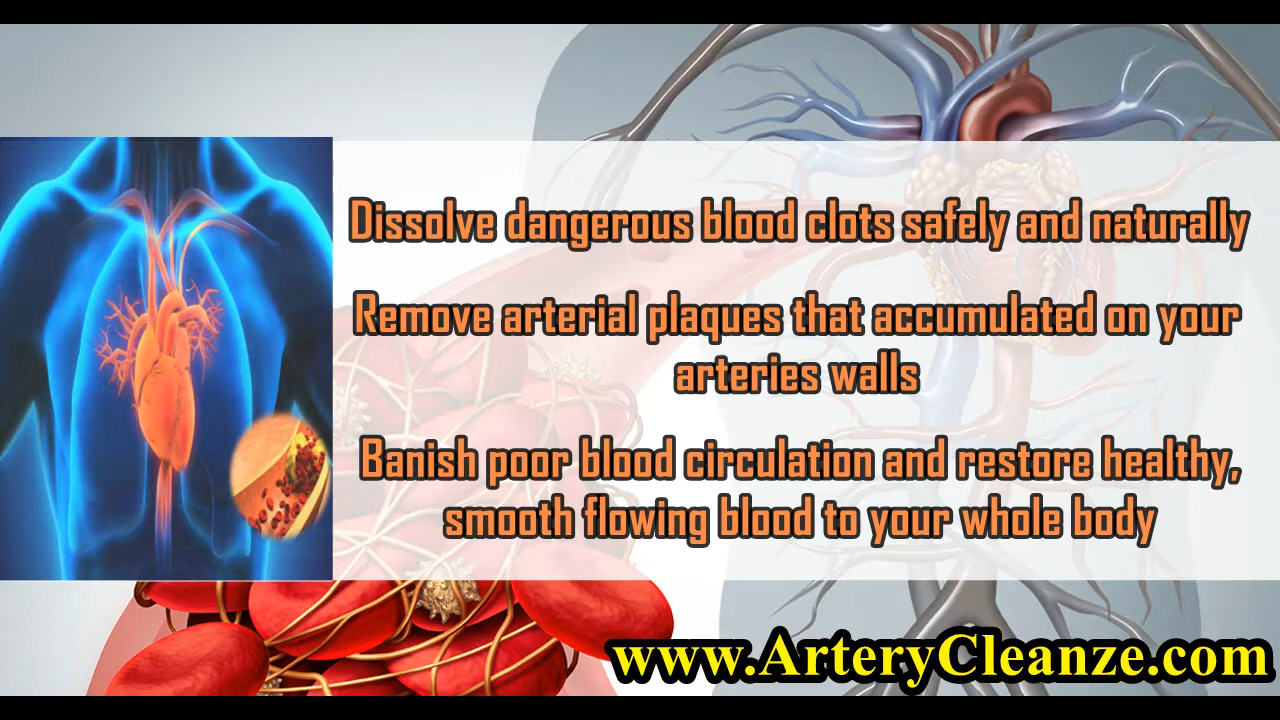 Dissolve dangerous blood clots safely and naturally
Remove arterial plaques that accumulated on your
arteries walls
Banish poor blood circulation and restore healthy,
smooth flowing blood to your whole body
www.ArteryCleanze.com